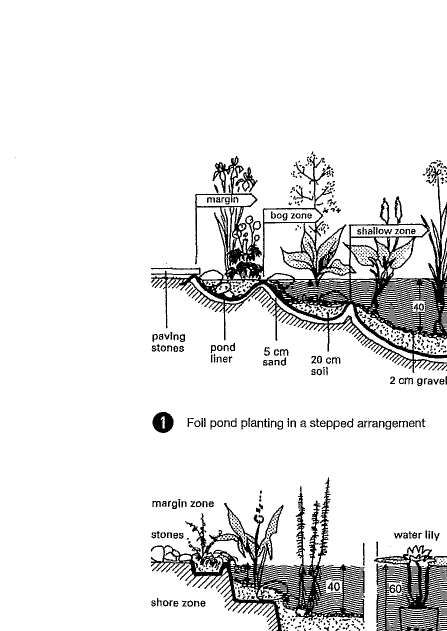 margin
bog zone
shallow zone
40
paving
stones
pond
liner
5 cm
sand
20 cm
soil
2 cm gravel
1 Foil pond planting in a stepped arrangement
margin zone
stones
water lily
40
60
shore zone